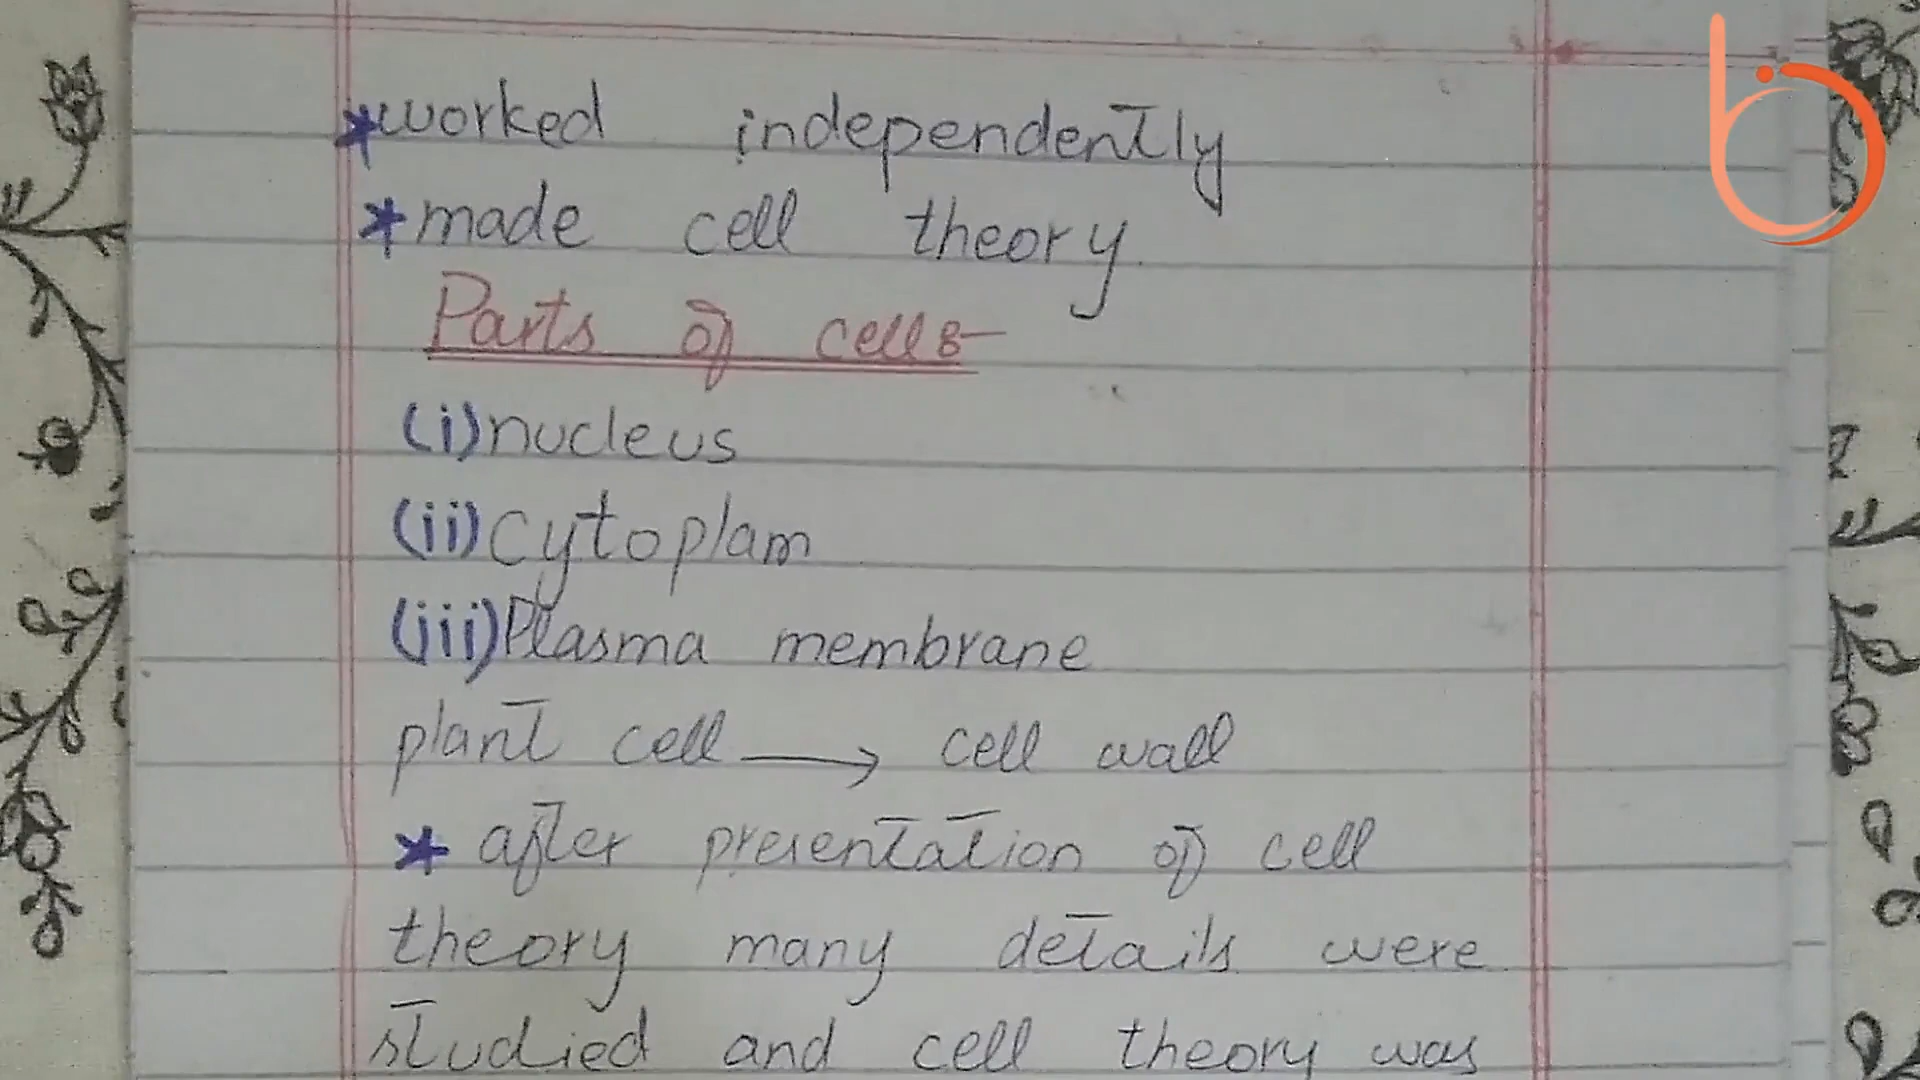 *worked independently
*made cell theory.
Parts of cell:-
(i)nucleus
(ii)Cytoplam
(iii)Plasma membrane
plant cell → cell wall
* after presentation of cell
theory many details were
studied and cell theory was